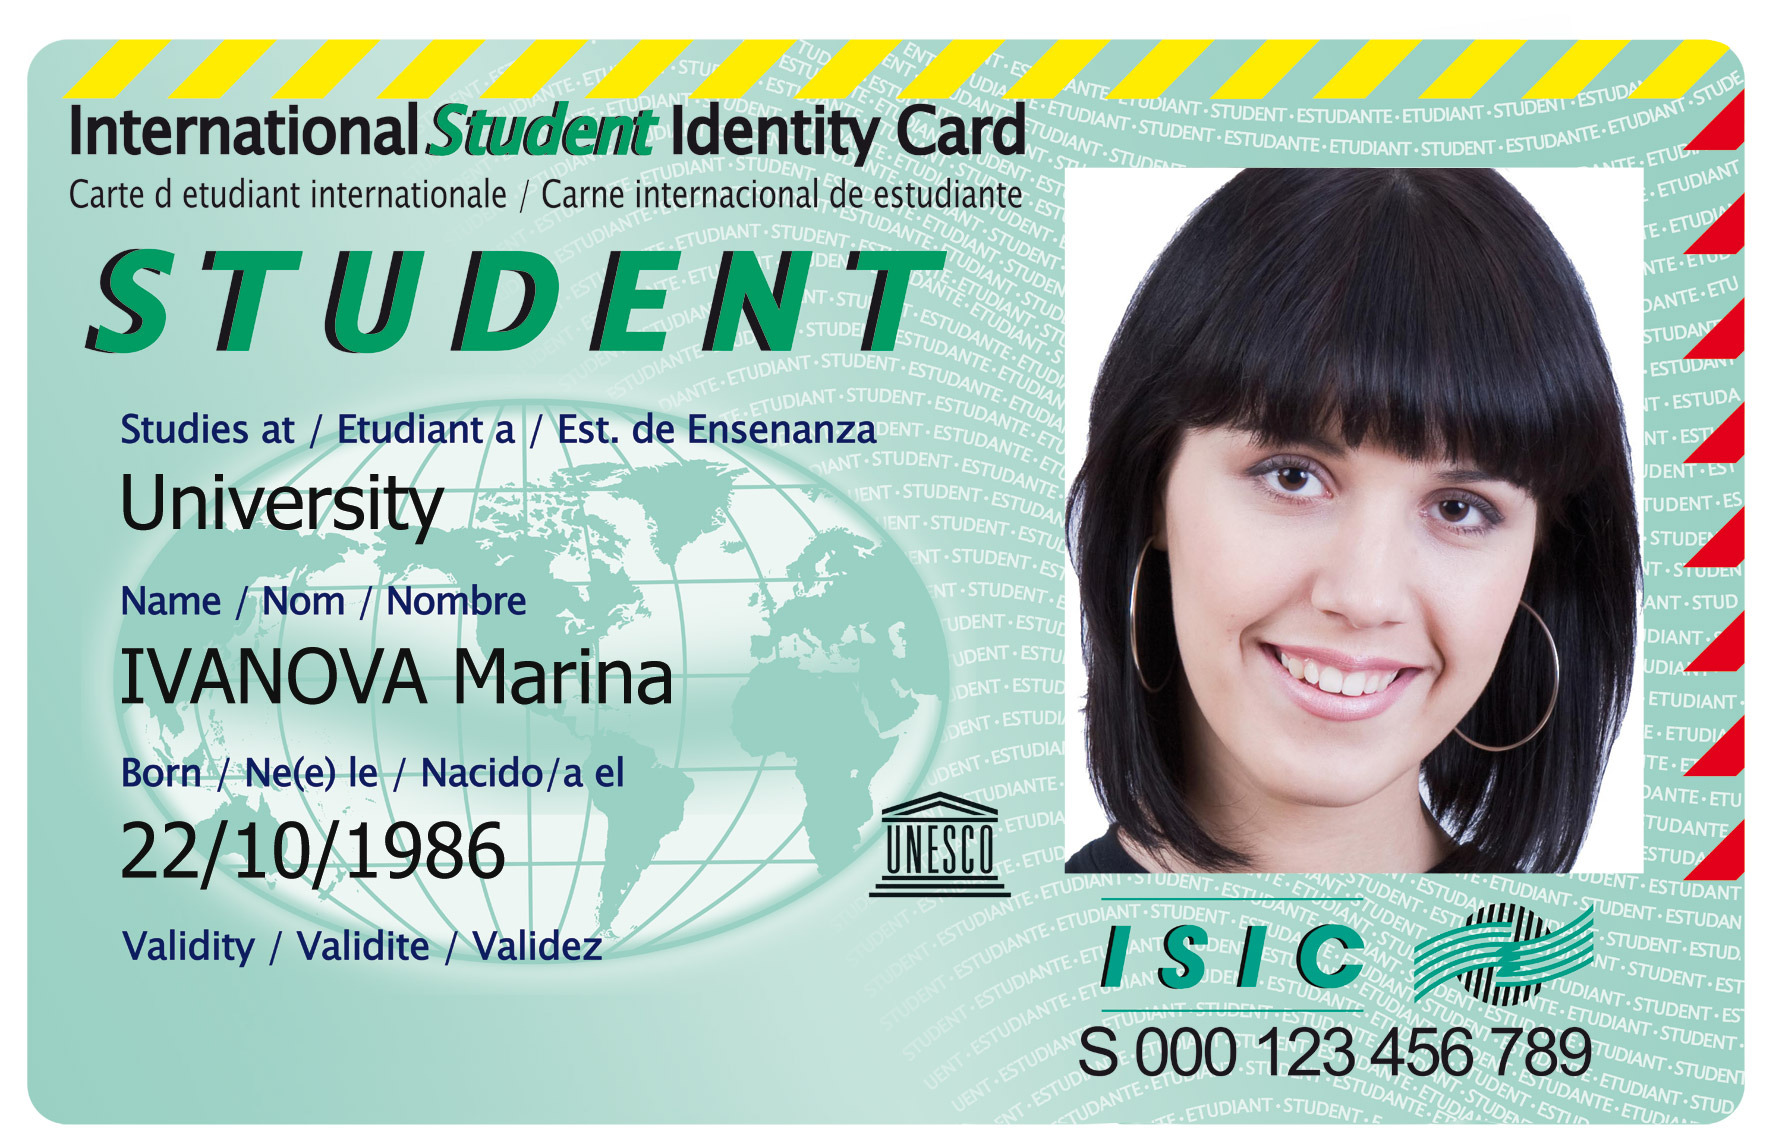 International Student Identity Card
Carte d etudiant internationale / Carne internacional de estudiante
STUDENT
Studies at / Etudiant a / Est. de Ensenanza
University
Name / Nom / Nombre
IVANOVA Marina
Born / Ne(e) le / Nacido/a el
22/10/1986
UNESCO
Validity / Validite / Validez
ISIC
S 000 123 456 789